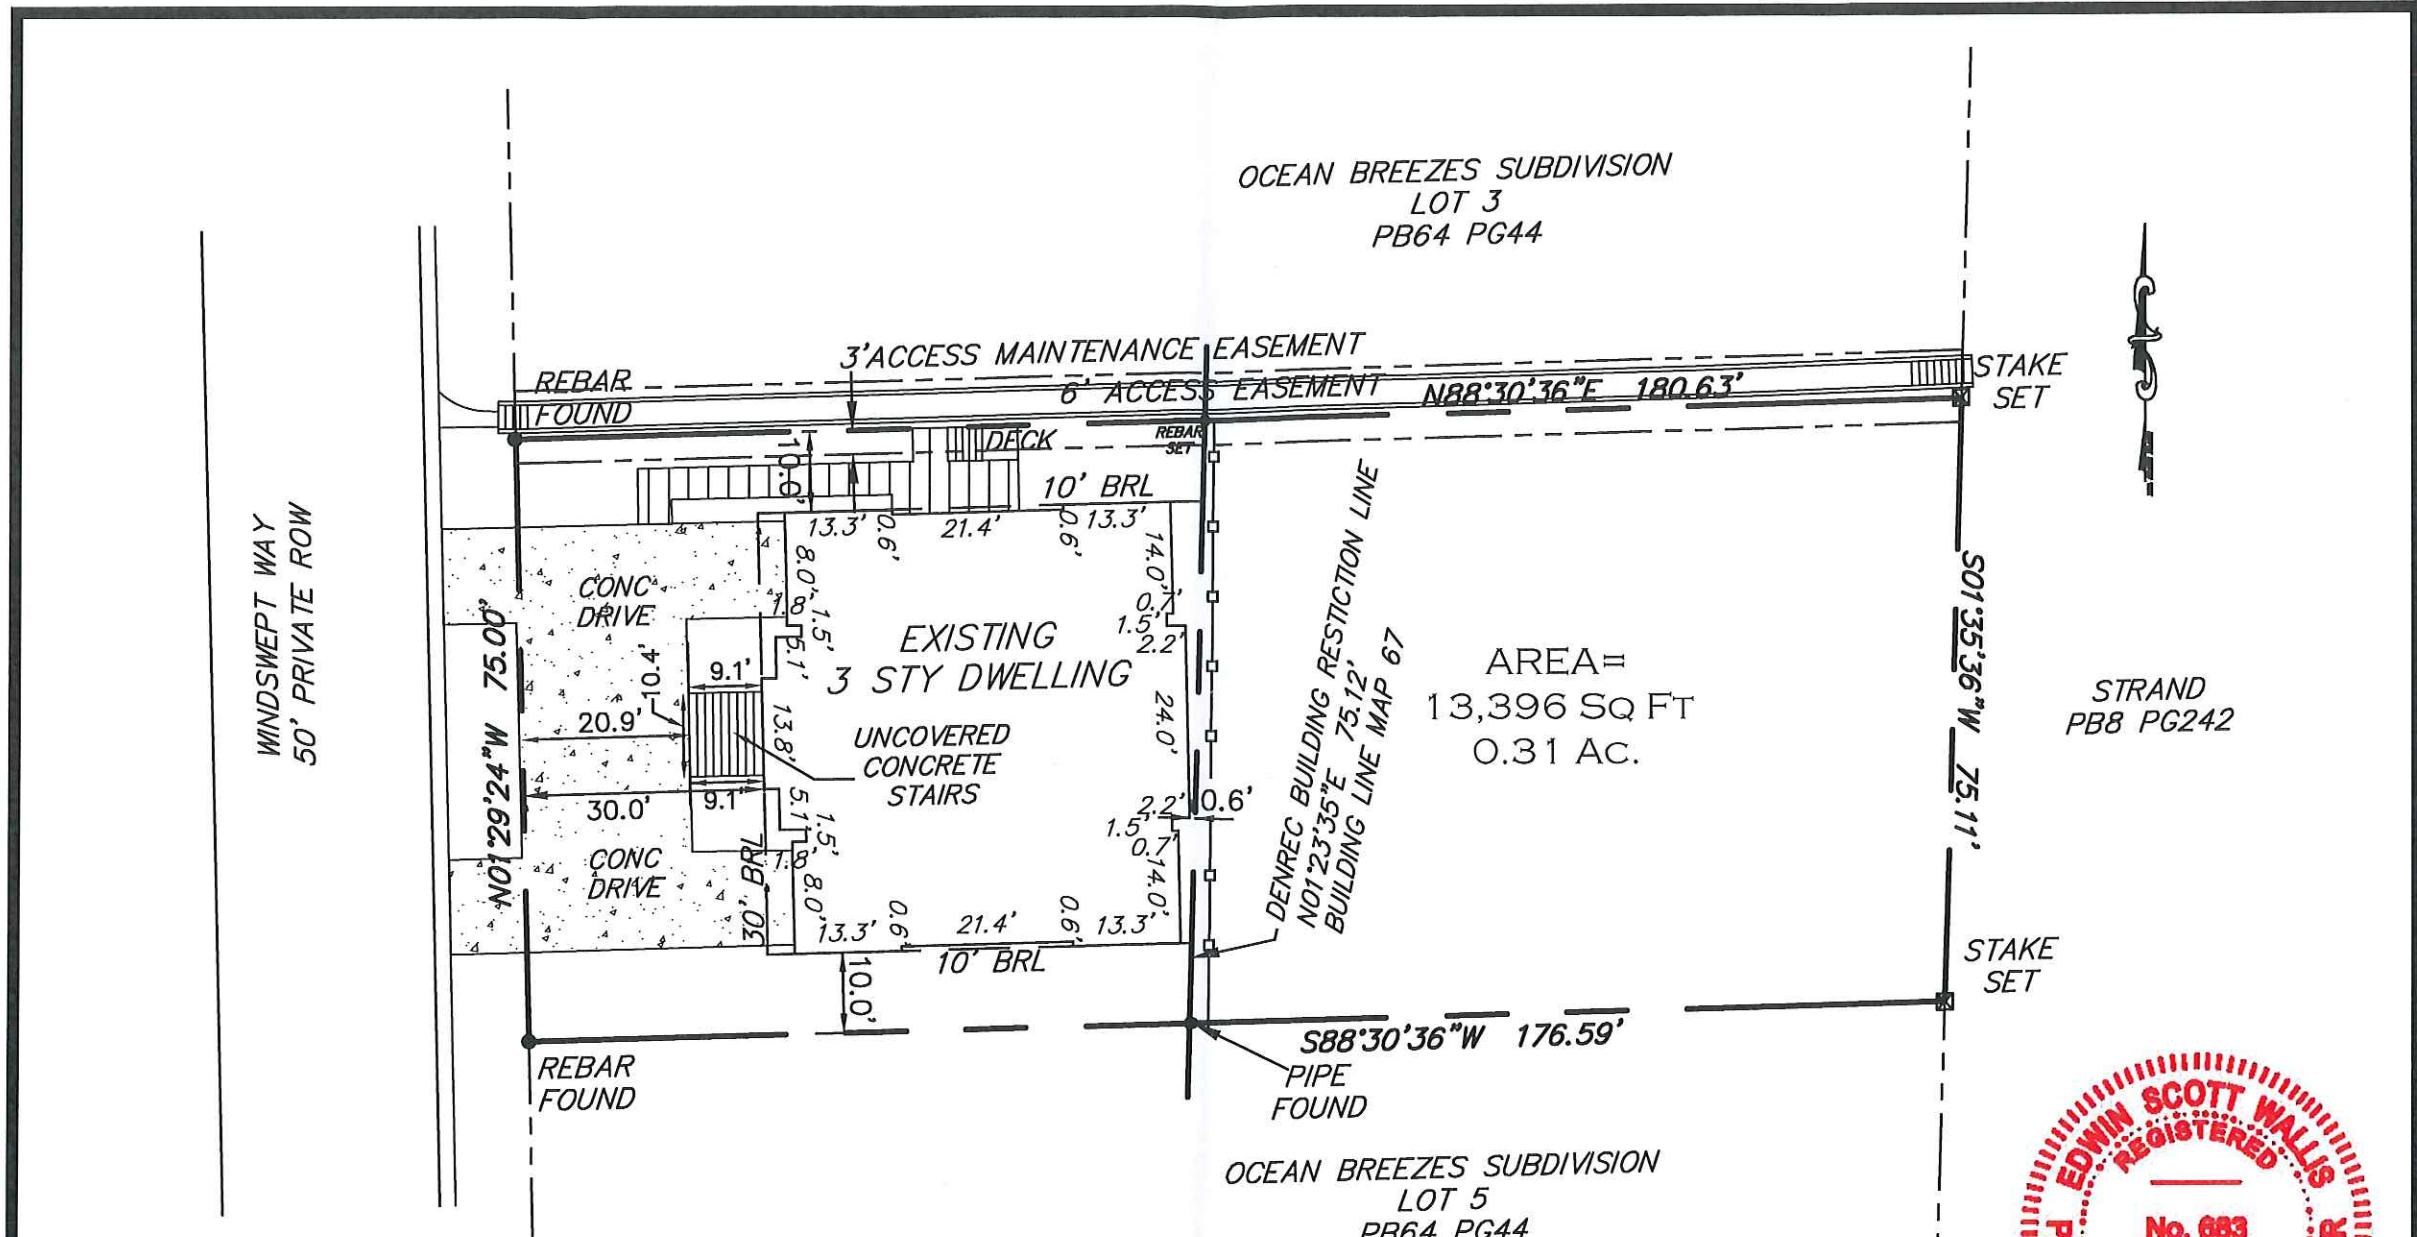 OCEAN BREEZES SUBDIVISION
LOT 3
PB64 PG44
3'ACCESS MAINTENANCE EASEMENT
6' ACCESS EASEMENT
N88°30'36"E 180.63'
REBAR
FOUND
STAKE
SET
DECK
REBAR
SET
10.0'
10' BRL
13.3'
0.6'
21.4'
0.6'
13.3'
WINDSWEPT WAY
50' PRIVATE ROW
N01°29'24"W 75.00'
CONC
DRIVE
8.0'
1.8'
1.5'
5.1'
14.0'
0.7'
1.5'
2.2'
EXISTING
3 STY DWELLING
10.4'
9.1'
20.9'
13.8'
24.0'
UNCOVERED
CONCRETE
STAIRS
30.0'
9.1'
5.1'
1.5'
1.8'
8.0'
2.2'
0.6'
1.5'
0.7'
14.0'
CONC
DRIVE
30' BRL
13.3'
0.6'
21.4'
0.6'
13.3'
10' BRL
10.0'
DENREC BUILDING RESTICTION LINE
N01°23'35"E 75.12'
BUILDING LINE MAP 67
AREA=
13,396 SQ FT
0.31 AC.
S01°35'36"W 75.11'
STRAND
PB8 PG242
STAKE
SET
S88°30'36"W 176.59'
REBAR
FOUND
PIPE
FOUND
OCEAN BREEZES SUBDIVISION
LOT 5
PB64 PG44
EDWIN SCOTT WALLIS
REGISTERED
No. 683